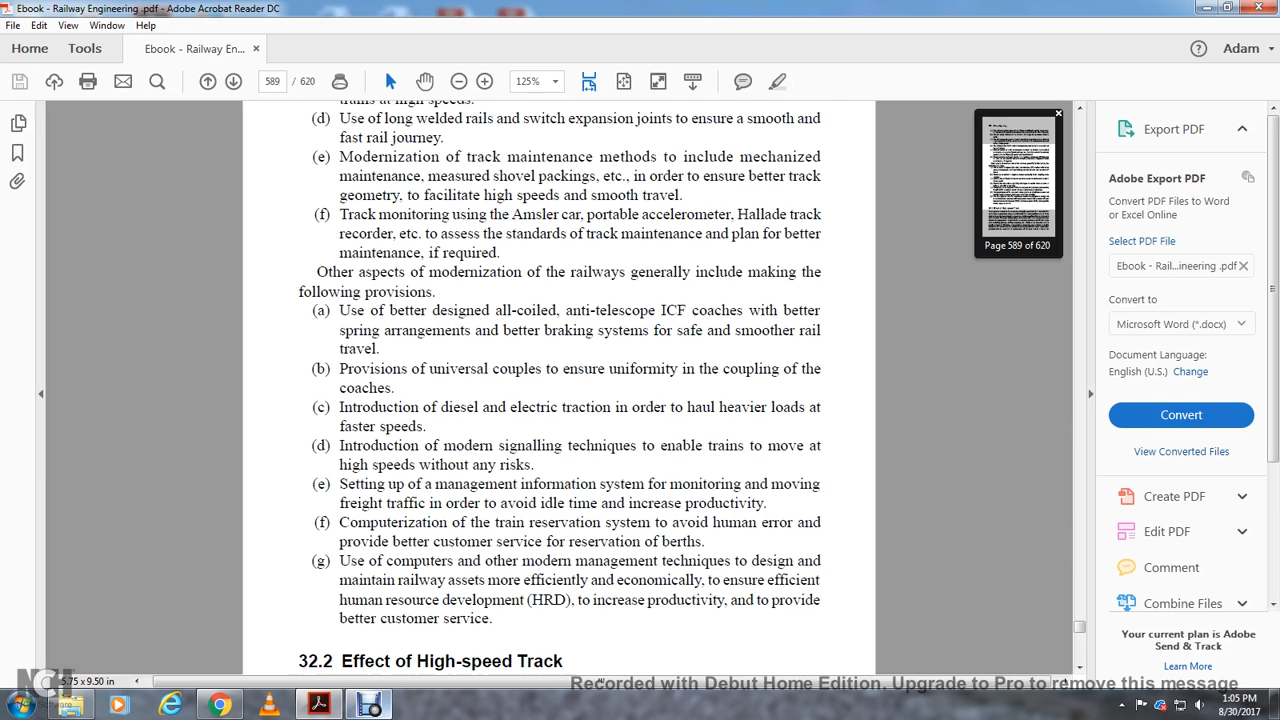 Ebook - Railway Engineering .pdf - Adobe Acrobat Reader DC
File Edit View Window Help
Home Tools Ebook - Railway En... × Adam
589 / 620 125%
trains at high speeds.
(d) Use of long welded rails and switch expansion joints to ensure a smooth and
fast rail journey.
(e) Modernization of track maintenance methods to include mechanized
maintenance, measured shovel packings, etc., in order to ensure better track
geometry, to facilitate high speeds and smooth travel.
(f) Track monitoring using the Amsler car, portable accelerometer, Hallade track
recorder, etc. to assess the standards of track maintenance and plan for better
maintenance, if required.
Other aspects of modernization of the railways generally include making the
following provisions.
(a) Use of better designed all-coiled, anti-telescope ICF coaches with better
spring arrangements and better braking systems for safe and smoother rail
travel.
(b) Provisions of universal couples to ensure uniformity in the coupling of the
coaches.
(c) Introduction of diesel and electric traction in order to haul heavier loads at
faster speeds.
(d) Introduction of modern signalling techniques to enable trains to move at
high speeds without any risks.
(e) Setting up of a management information system for monitoring and moving
freight traffic in order to avoid idle time and increase productivity.
(f) Computerization of the train reservation system to avoid human error and
provide better customer service for reservation of berths.
(g) Use of computers and other modern management techniques to design and
maintain railway assets more efficiently and economically, to ensure efficient
human resource development (HRD), to increase productivity, and to provide
better customer service.
32.2 Effect of High-speed Track
5.75 x 9.50 in
Page 589 of 620
Export PDF
Adobe Export PDF
Convert PDF Files to Word
or Excel Online
Select PDF File
Ebook - Rail...ineering .pdf
Convert to
Microsoft Word (*.docx)
Document Language:
English (U.S.) Change
Convert
View Converted Files
Create PDF
Edit PDF
Comment
Combine Files
Your current plan is Adobe
Send & Track
Learn More
Recorded with Debut Home Edition. Upgrade to Pro to remove this message
NCH
Software
1:05 PM
8/30/2017